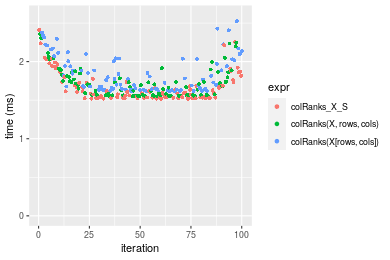 2
1
0
time (ms)
0
25
50
75
100
iteration
expr
colRanks_X_S
colRanks(X, rows, cols)
colRanks(X[rows, cols])